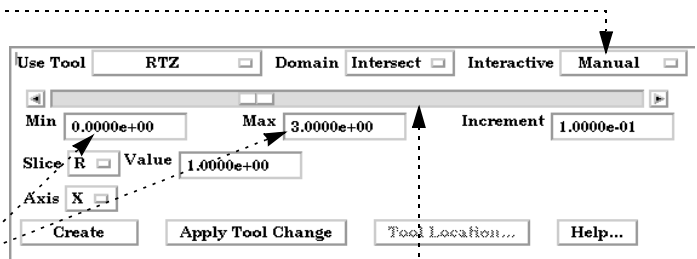 Use Tool RTZ Domain Intersect Interactive Manual
Min 0.0000e+00 Max 3.0000e+00 Increment 1.0000e-01
Slice R Value 1.0000e+00
Axis X
Create Apply Tool Change Tool Location... Help...